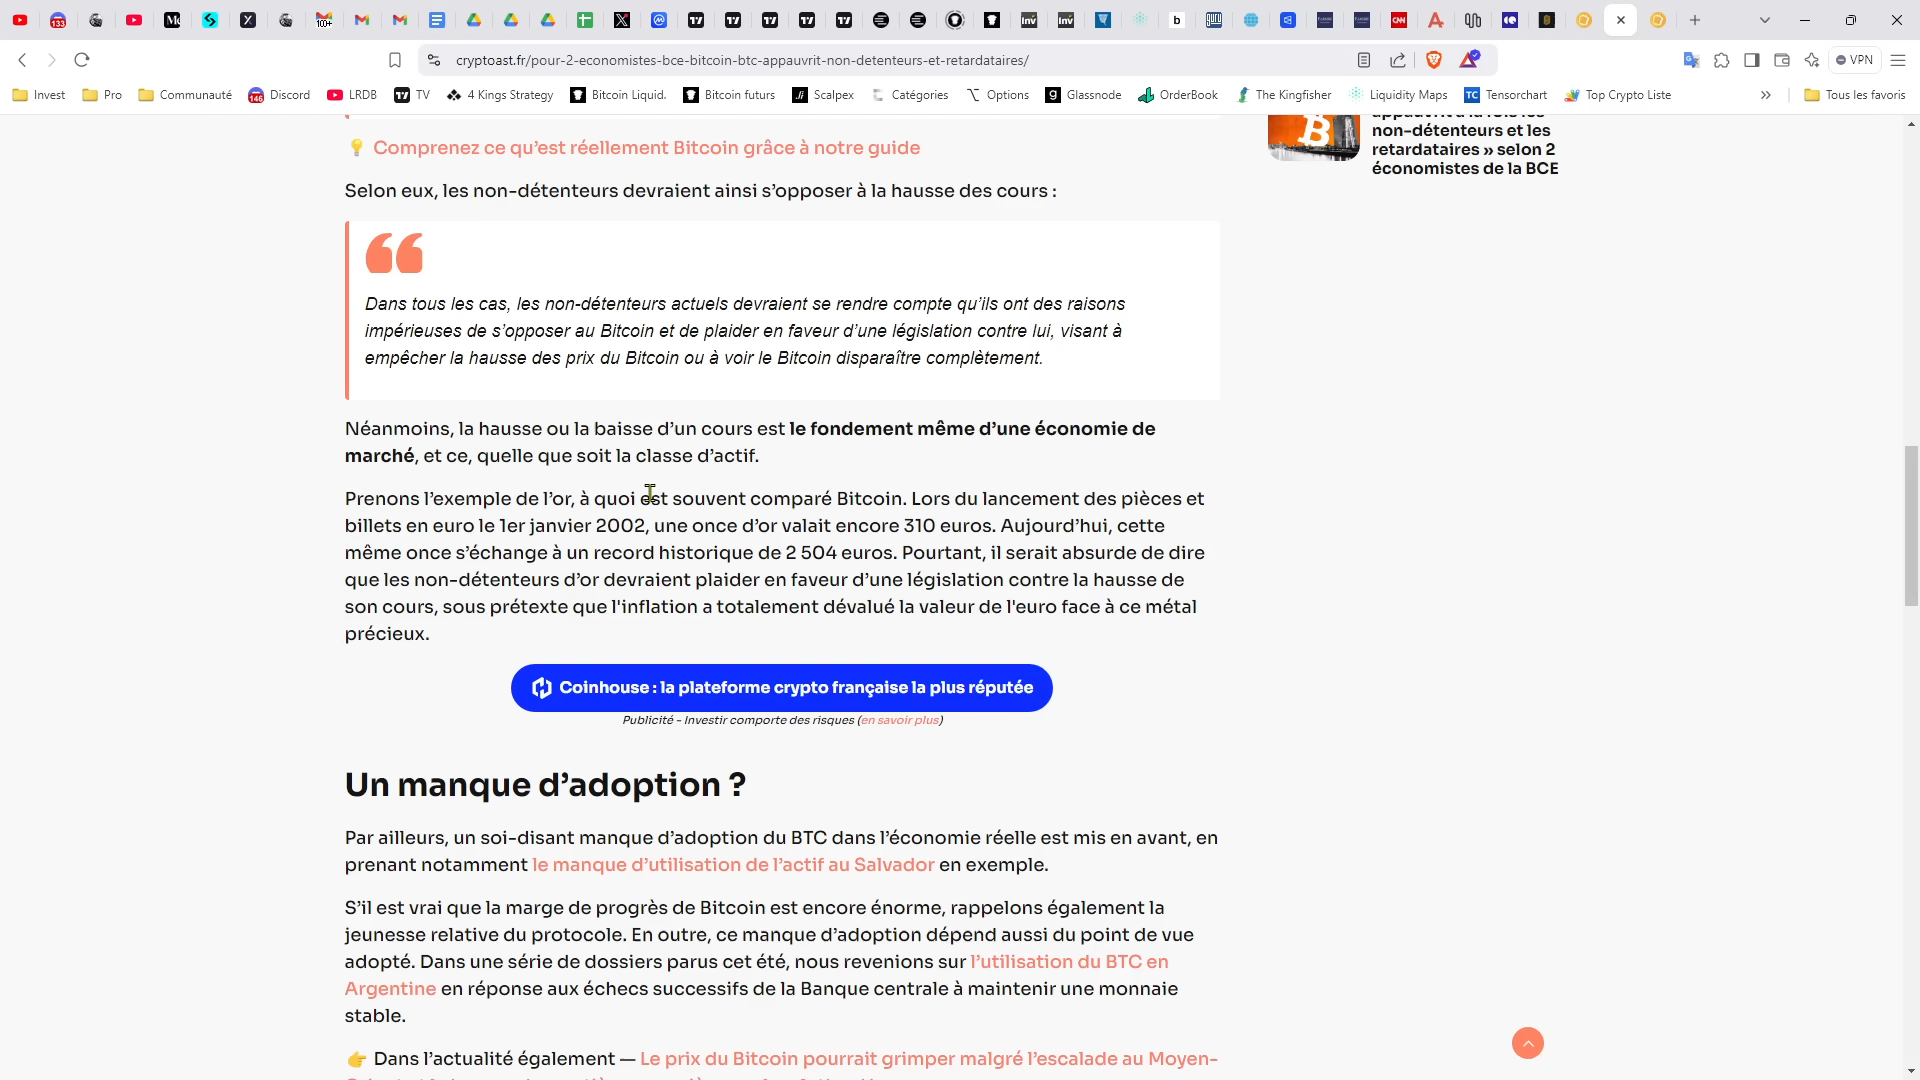 cryptoast.fr/pour-2-economistes-bce-bitcoin-btc-appauvrit-non-detenteurs-et-retardataires/
VPN
Invest
Pro
Communauté
Discord
LRDB
TV
4 Kings Strategy
Bitcoin Liquid.
Bitcoin futurs
Scalpex
Catégories
Options
Glassnode
OrderBook
The Kingfisher
Liquidity Maps
Tensorchart
Top Crypto Liste
»
Tous les favoris
💡 Comprenez ce qu’est réellement Bitcoin grâce à notre guide
Selon eux, les non-détenteurs devraient ainsi s’opposer à la hausse des cours :
Dans tous les cas, les non-détenteurs actuels devraient se rendre compte qu’ils ont des raisons
impérieuses de s’opposer au Bitcoin et de plaider en faveur d’une législation contre lui, visant à
empêcher la hausse des prix du Bitcoin ou à voir le Bitcoin disparaître complètement.
Néanmoins, la hausse ou la baisse d’un cours est le fondement même d’une économie de
marché, et ce, quelle que soit la classe d’actif.
Prenons l’exemple de l’or, à quoi est souvent comparé Bitcoin. Lors du lancement des pièces et
billets en euro le 1er janvier 2002, une once d’or valait encore 310 euros. Aujourd’hui, cette
même once s’échange à un record historique de 2 504 euros. Pourtant, il serait absurde de dire
que les non-détenteurs d’or devraient plaider en faveur d’une législation contre la hausse de
son cours, sous prétexte que l'inflation a totalement dévalué la valeur de l'euro face à ce métal
précieux.
Coinhouse : la plateforme crypto française la plus réputée
Publicité - Investir comporte des risques (en savoir plus)
Un manque d’adoption ?
Par ailleurs, un soi-disant manque d’adoption du BTC dans l’économie réelle est mis en avant, en
prenant notamment le manque d’utilisation de l’actif au Salvador en exemple.
S’il est vrai que la marge de progrès de Bitcoin est encore énorme, rappelons également la
jeunesse relative du protocole. En outre, ce manque d’adoption dépend aussi du point de vue
adopté. Dans une série de dossiers parus cet été, nous revenions sur l’utilisation du BTC en
Argentine en réponse aux échecs successifs de la Banque centrale à maintenir une monnaie
stable.
👉 Dans l’actualité également — Le prix du Bitcoin pourrait grimper malgré l’escalade au Moyen-
appauvrit à la fois les
non-détenteurs et les
retardataires » selon 2
économistes de la BCE